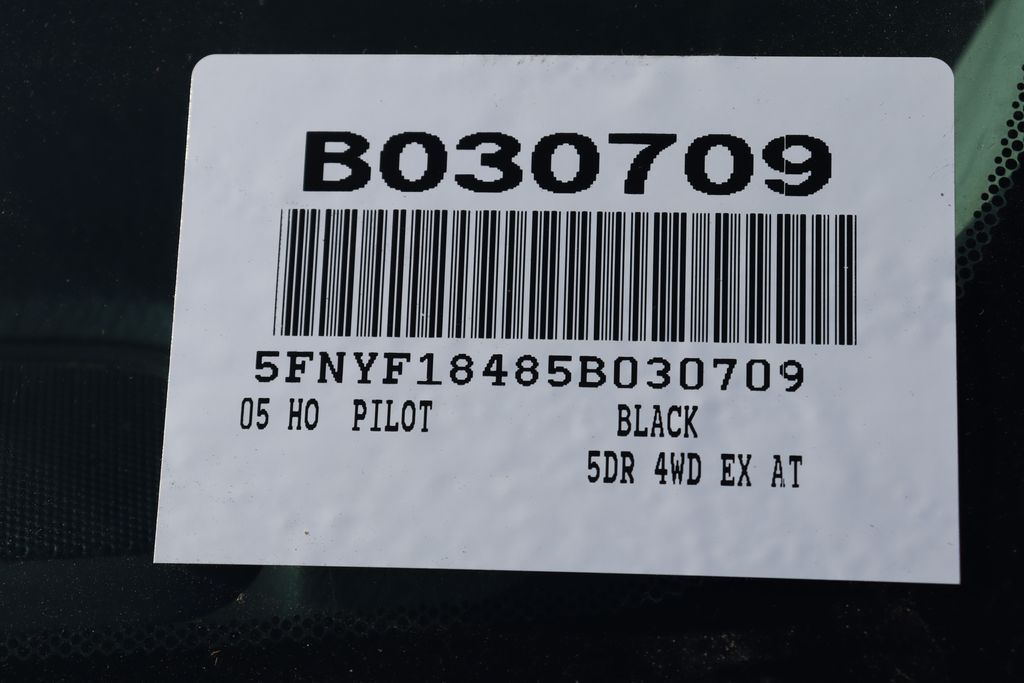 B030709
5FNYF18485B030709
05 HO PILOT BLACK
5DR 4WD EX AT